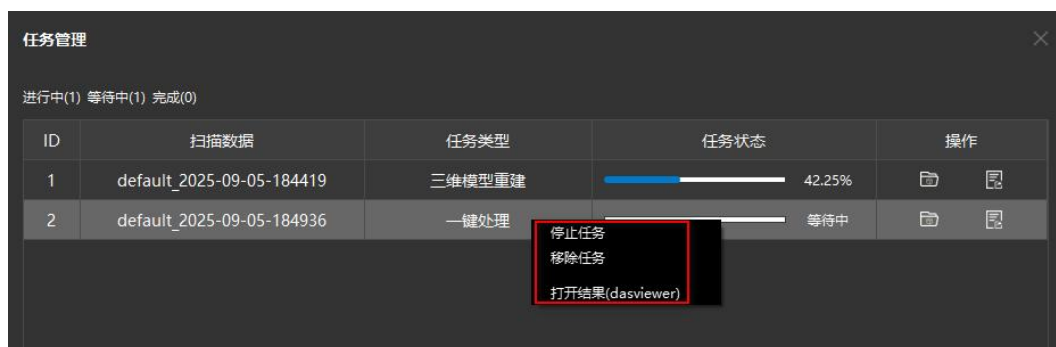 任务管理
进行中(1) 等待中(1) 完成(0)
ID 扫描数据 任务类型 任务状态 操作
1 default_2025-09-05-184419 三维模型重建 42.25%
2 default_2025-09-05-184936 一键处理 等待中
停止任务
移除任务
打开结果(dasviewer)